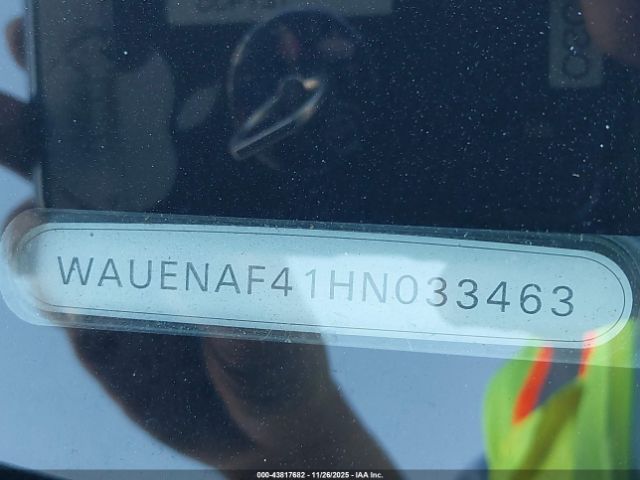 WAUENAF41HN033463
000-43817682 - 11/26/2025 - IAA Inc.